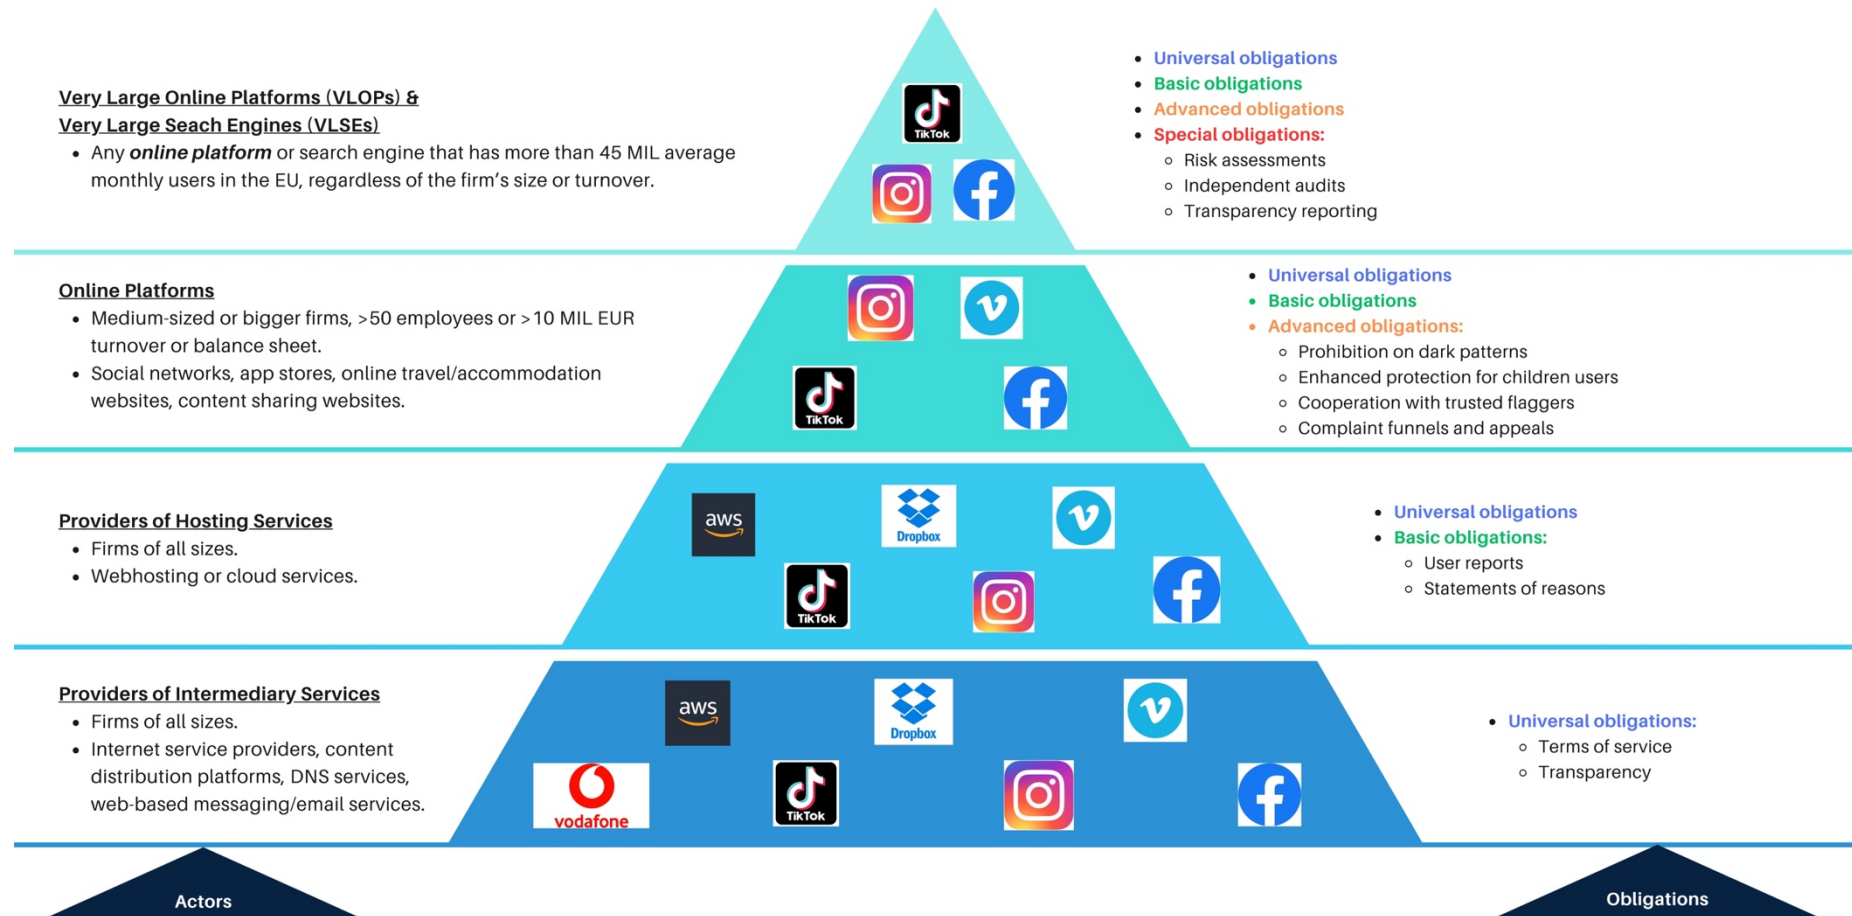 Very Large Online Platforms (VLOPs) &
Very Large Seach Engines (VLSEs)
• Any online platform or search engine that has more than 45 MIL average
monthly users in the EU, regardless of the firm's size or turnover.
TikTok
• Universal obligations
• Basic obligations
• Advanced obligations
• Special obligations:
◦ Risk assessments
◦ Independent audits
◦ Transparency reporting
Online Platforms
• Medium-sized or bigger firms, >50 employees or >10 MIL EUR
turnover or balance sheet.
• Social networks, app stores, online travel/accommodation
websites, content sharing websites.
TikTok
• Universal obligations
• Basic obligations
• Advanced obligations:
◦ Prohibition on dark patterns
◦ Enhanced protection for children users
◦ Cooperation with trusted flaggers
◦ Complaint funnels and appeals
Providers of Hosting Services
• Firms of all sizes.
• Webhosting or cloud services.
aws
Dropbox
TikTok
• Universal obligations
• Basic obligations:
◦ User reports
◦ Statements of reasons
Providers of Intermediary Services
• Firms of all sizes.
• Internet service providers, content
distribution platforms, DNS services,
web-based messaging/email services.
aws
Dropbox
vodafone
TikTok
• Universal obligations:
◦ Terms of service
◦ Transparency
Actors
Obligations